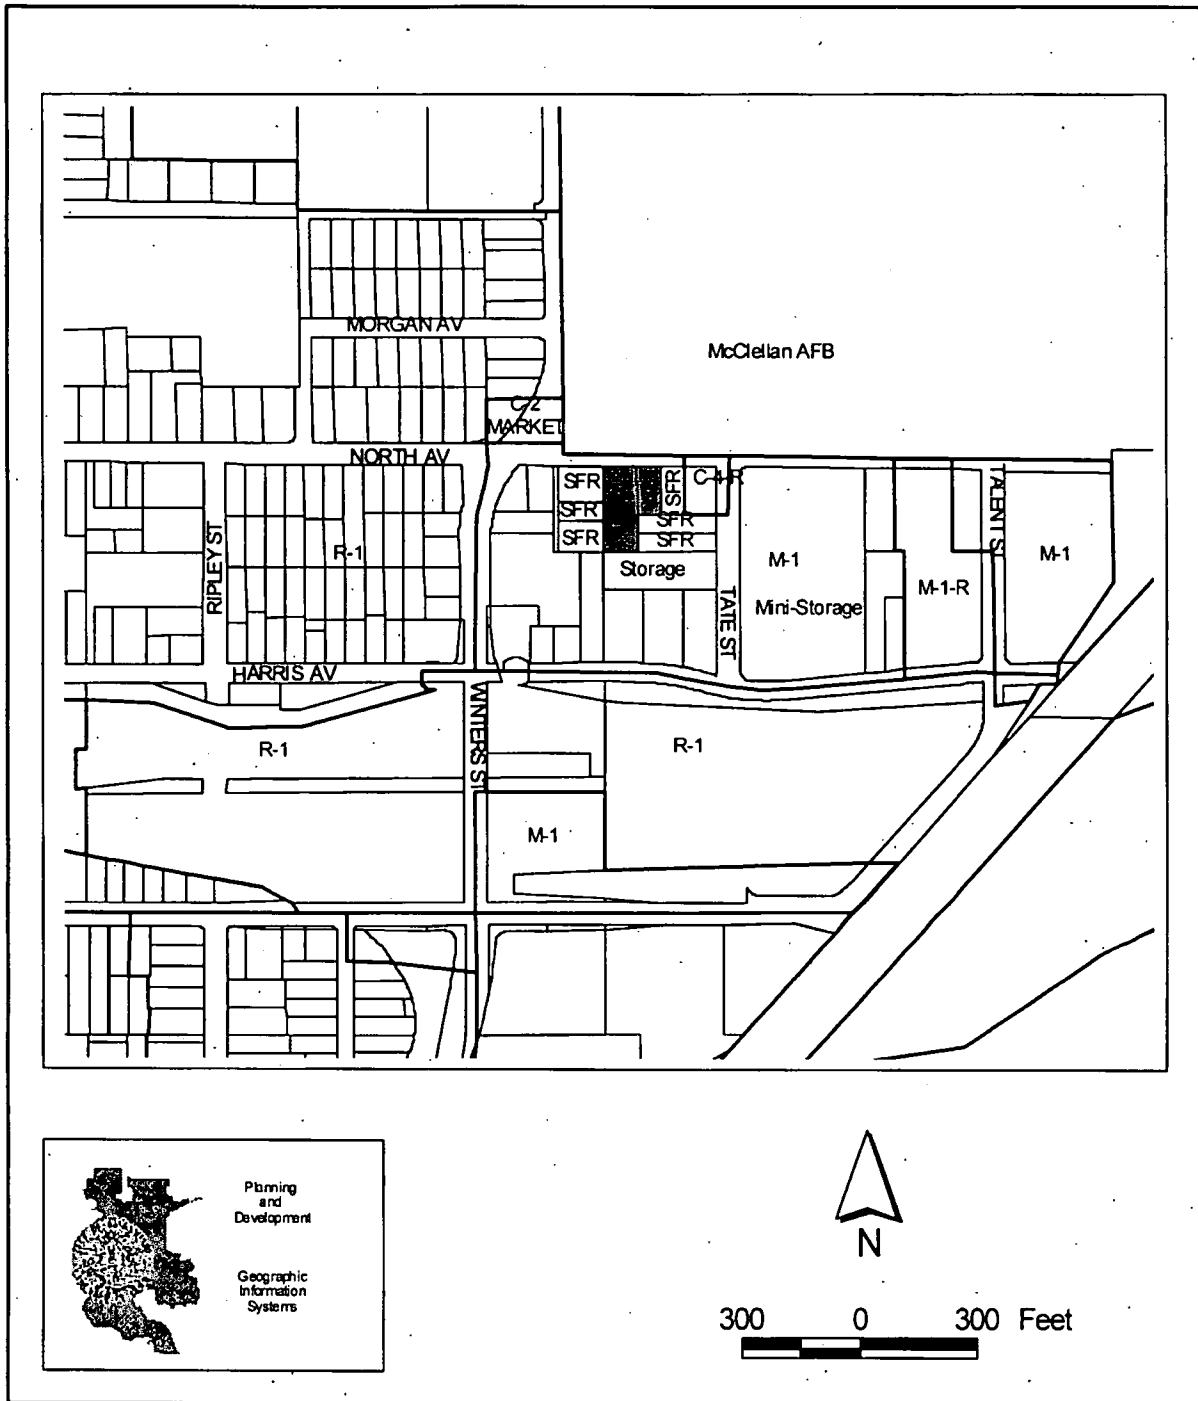 MORGAN AV
McClellan AFB
C-2
MARKET
NORTH AV
SFR
SFR
C-4-R
SFR
SFR
SFR
SFR
R-1
RIPLEY ST
Storage
M-1
Mini-Storage
TATE ST
M-1-R
TALENT ST
M-1
HARRIS AV
R-1
WINTERS ST
R-1
M-1
Planning
and
Development
Geographic
Information
Systems
N
300 0 300 Feet